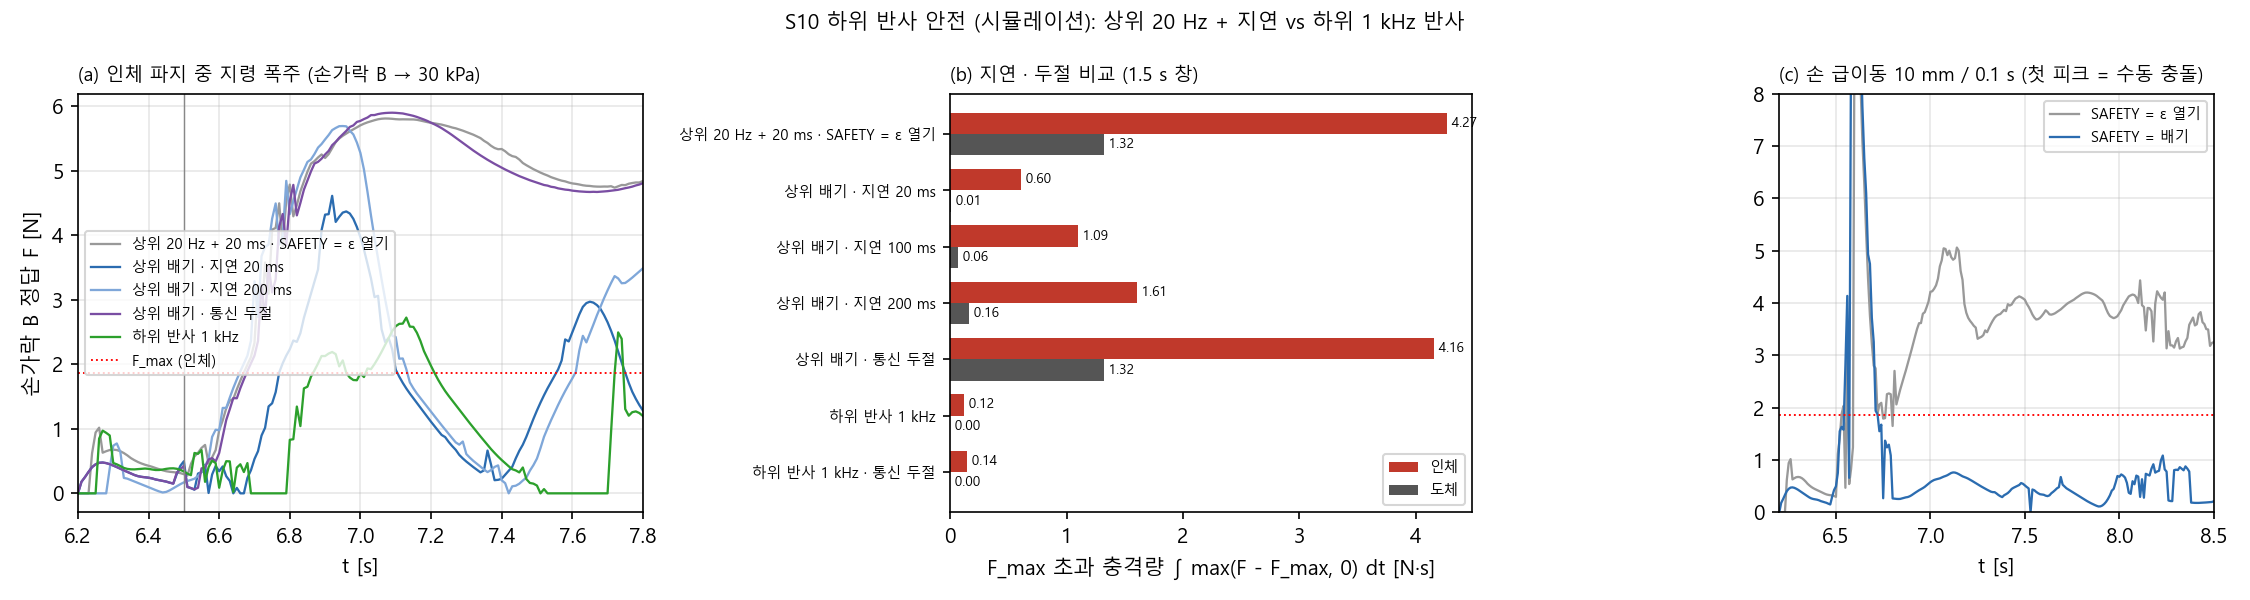 S10 하위 반사 안전 (시뮬레이션): 상위 20 Hz + 지연 vs 하위 1 kHz 반사
(a) 인체 파지 중 지령 폭주 (손가락 B → 30 kPa)
손가락 B 정답 F [N]
6
5
4
3
2
1
0
상위 20 Hz + 20 ms · SAFETY = ε 열기
상위 배기 · 지연 20 ms
상위 배기 · 지연 200 ms
상위 배기 · 통신 두절
하위 반사 1 kHz
F_max (인체)
6.2 6.4 6.6 6.8 7.0 7.2 7.4 7.6 7.8
t [s]
(b) 지연 · 두절 비교 (1.5 s 창)
상위 20 Hz + 20 ms · SAFETY = ε 열기
4.27
1.32
상위 배기 · 지연 20 ms
0.60
0.01
상위 배기 · 지연 100 ms
1.09
0.06
상위 배기 · 지연 200 ms
1.61
0.16
상위 배기 · 통신 두절
4.16
1.32
하위 반사 1 kHz
0.12
0.00
하위 반사 1 kHz · 통신 두절
0.14
0.00
인체
도체
0 1 2 3 4
F_max 초과 충격량 ∫ max(F - F_max, 0) dt [N·s]
(c) 손 급이동 10 mm / 0.1 s (첫 피크 = 수동 충돌)
SAFETY = ε 열기
SAFETY = 배기
8
7
6
5
4
3
2
1
0
6.5 7.0 7.5 8.0 8.5
t [s]